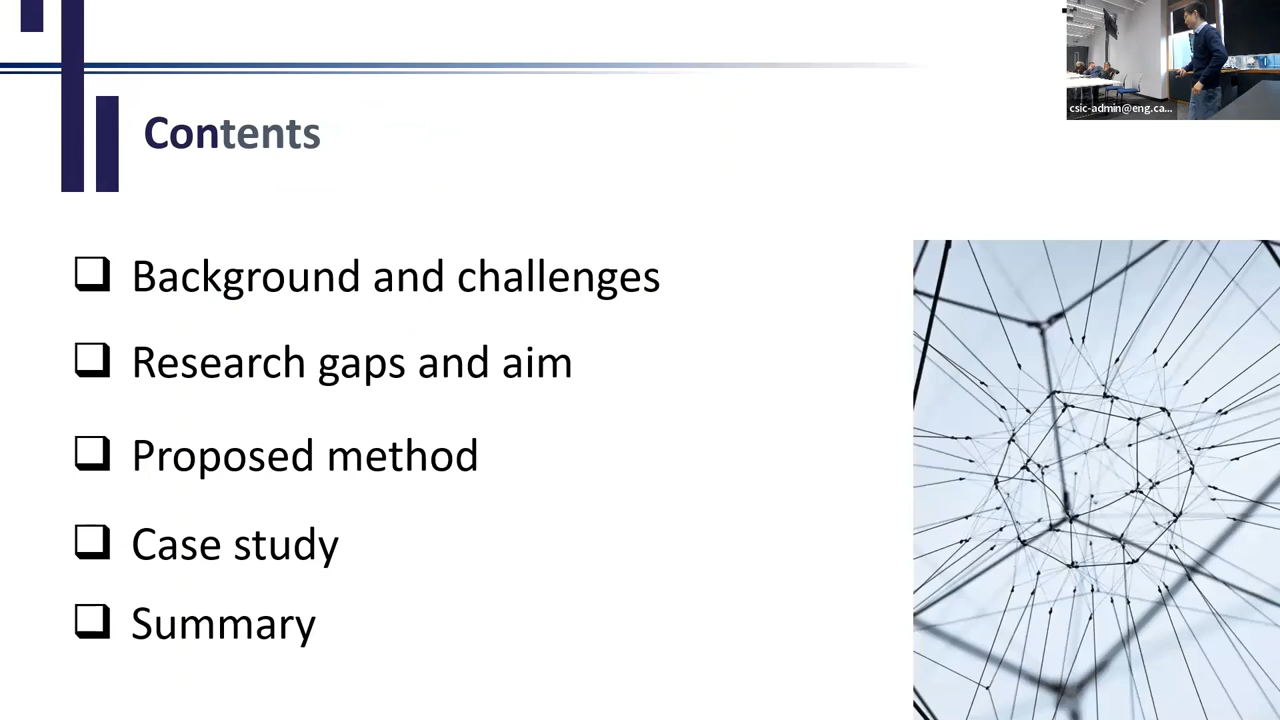 csic-admin@eng.ca...
Contents
Background and challenges
Research gaps and aim
Proposed method
Case study
Summary